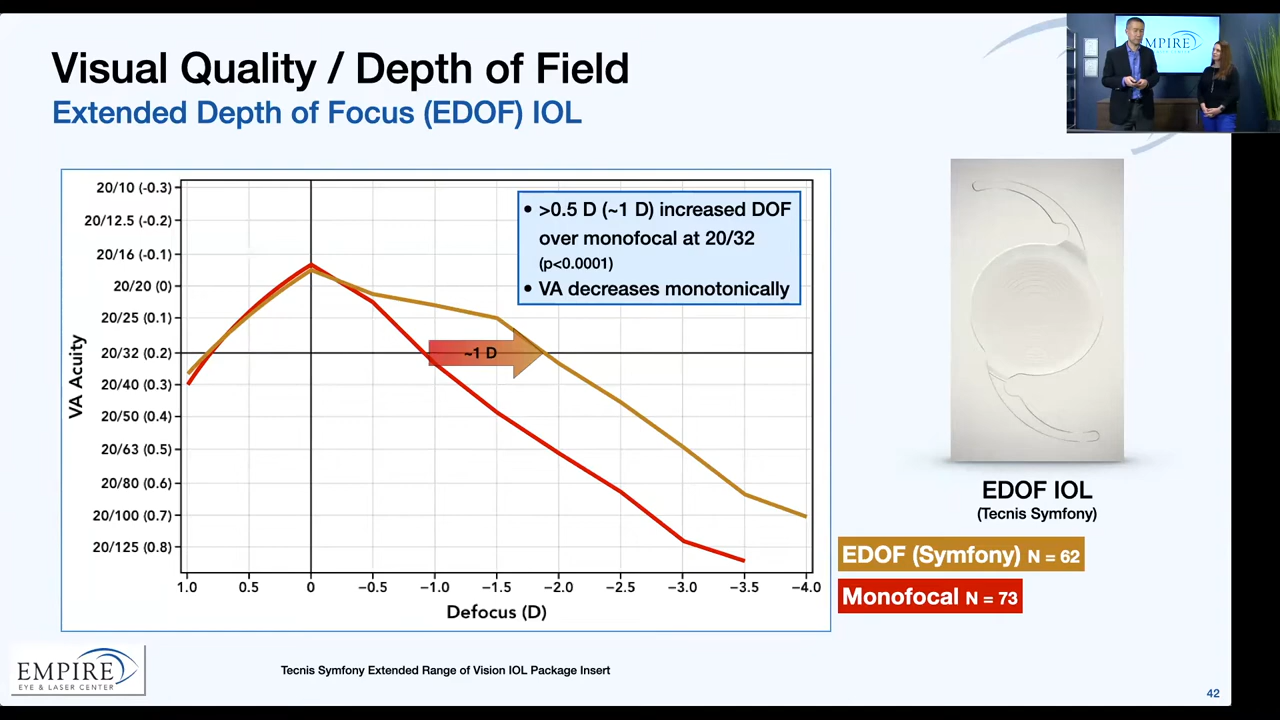 Visual Quality / Depth of Field
Extended Depth of Focus (EDOF) IOL
EMPIRE
20/10 (-0.3)
20/12.5 (-0.2)
20/16 (-0.1)
20/20 (0)
20/25 (0.1)
20/32 (0.2)
20/40 (0.3)
20/50 (0.4)
20/63 (0.5)
20/80 (0.6)
20/100 (0.7)
20/125 (0.8)
VA Acuity
• >0.5 D (~1 D) increased DOF
over monofocal at 20/32
(p<0.0001)
• VA decreases monotonically
~1 D
1.0 0.5 0 −0.5 −1.0 −1.5 −2.0 −2.5 −3.0 −3.5 −4.0
Defocus (D)
EDOF IOL
(Tecnis Symfony)
EDOF (Symfony) N = 62
Monofocal N = 73
EMPIRE
EYE & LASER CENTER
Tecnis Symfony Extended Range of Vision IOL Package Insert
42